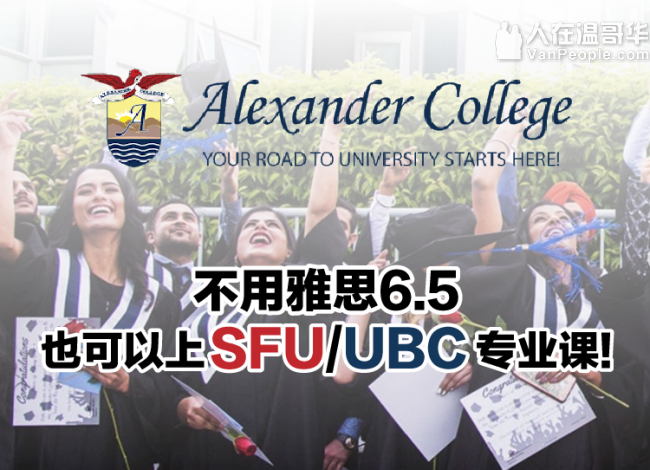 人在温哥华
VanPeople.com
ALEXANDER COLLEGE
A
Alexander College
YOUR ROAD TO UNIVERSITY STARTS HERE!
不用雅思6.5
也可以上SFU/UBC专业课!
Congratulations
Congratulations